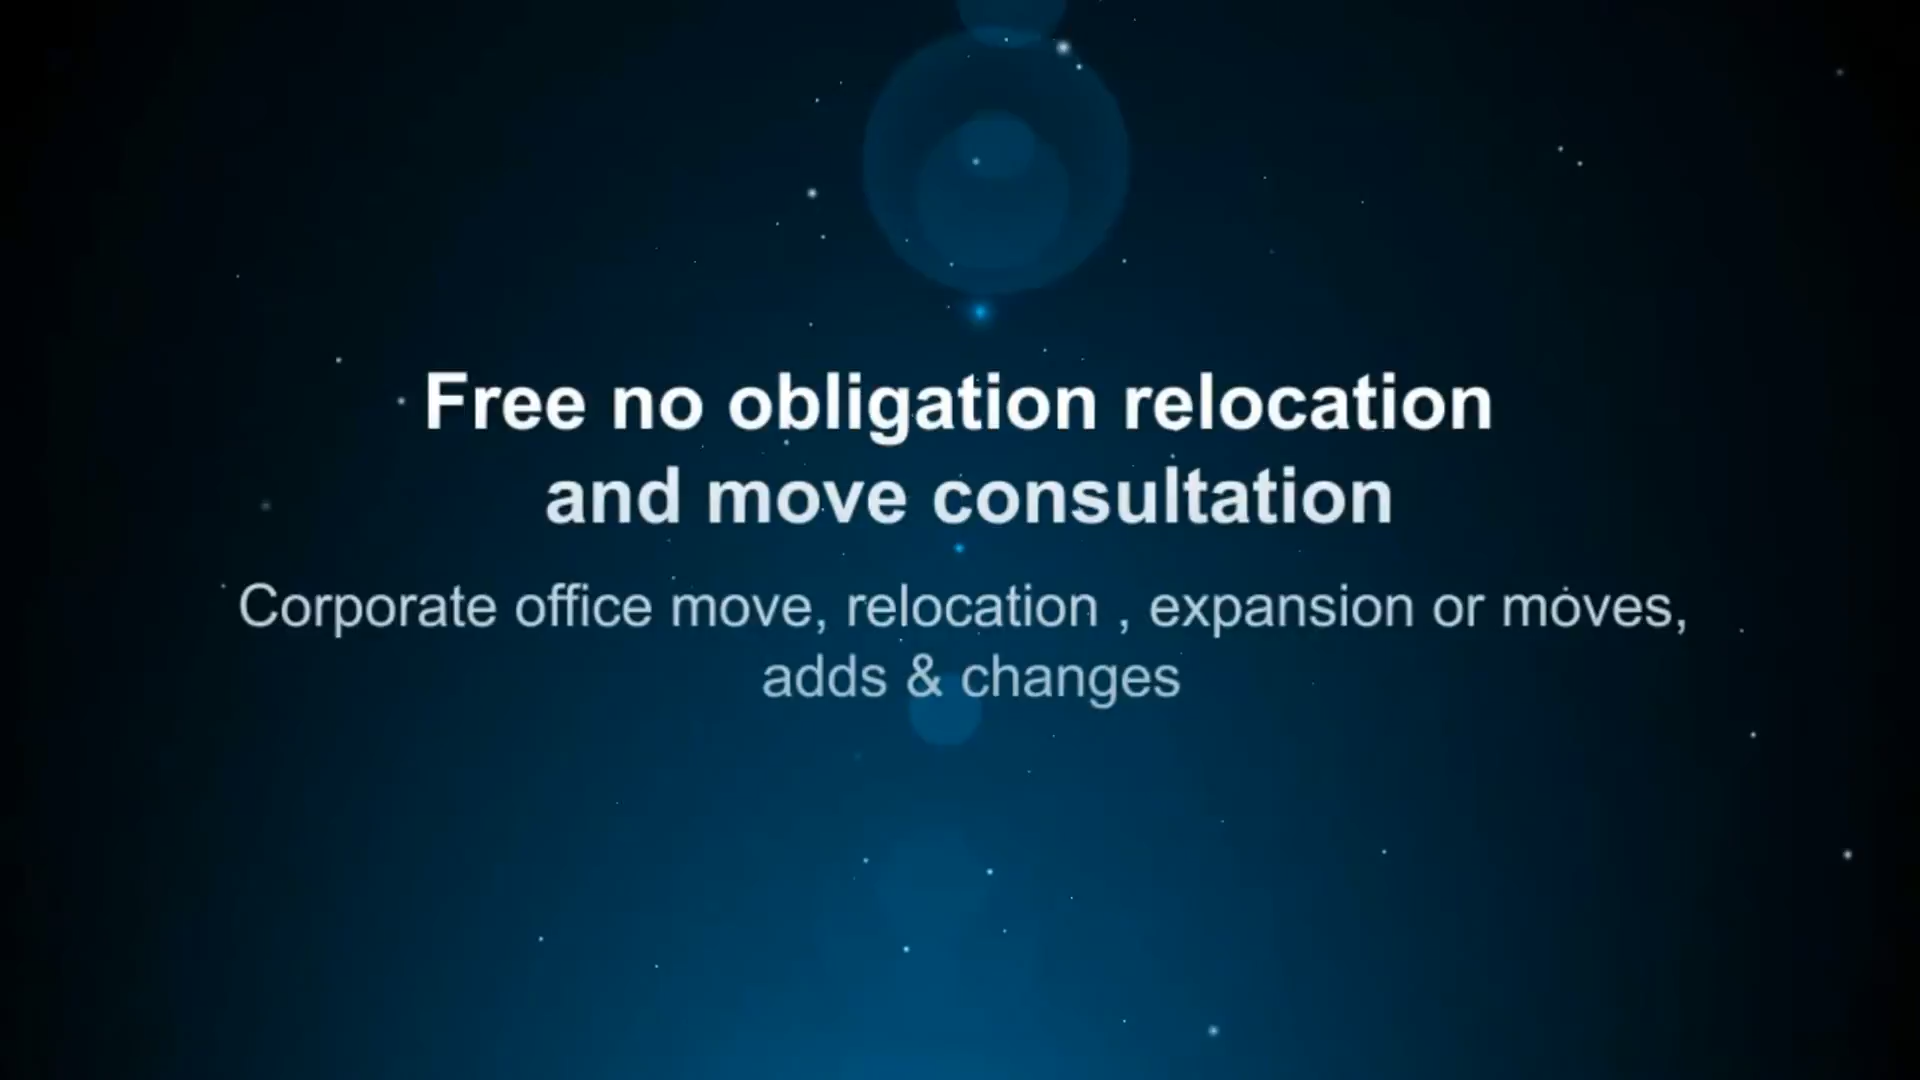 Free no obligation relocation
and move consultation
Corporate office move, relocation , expansion or moves,
adds & changes